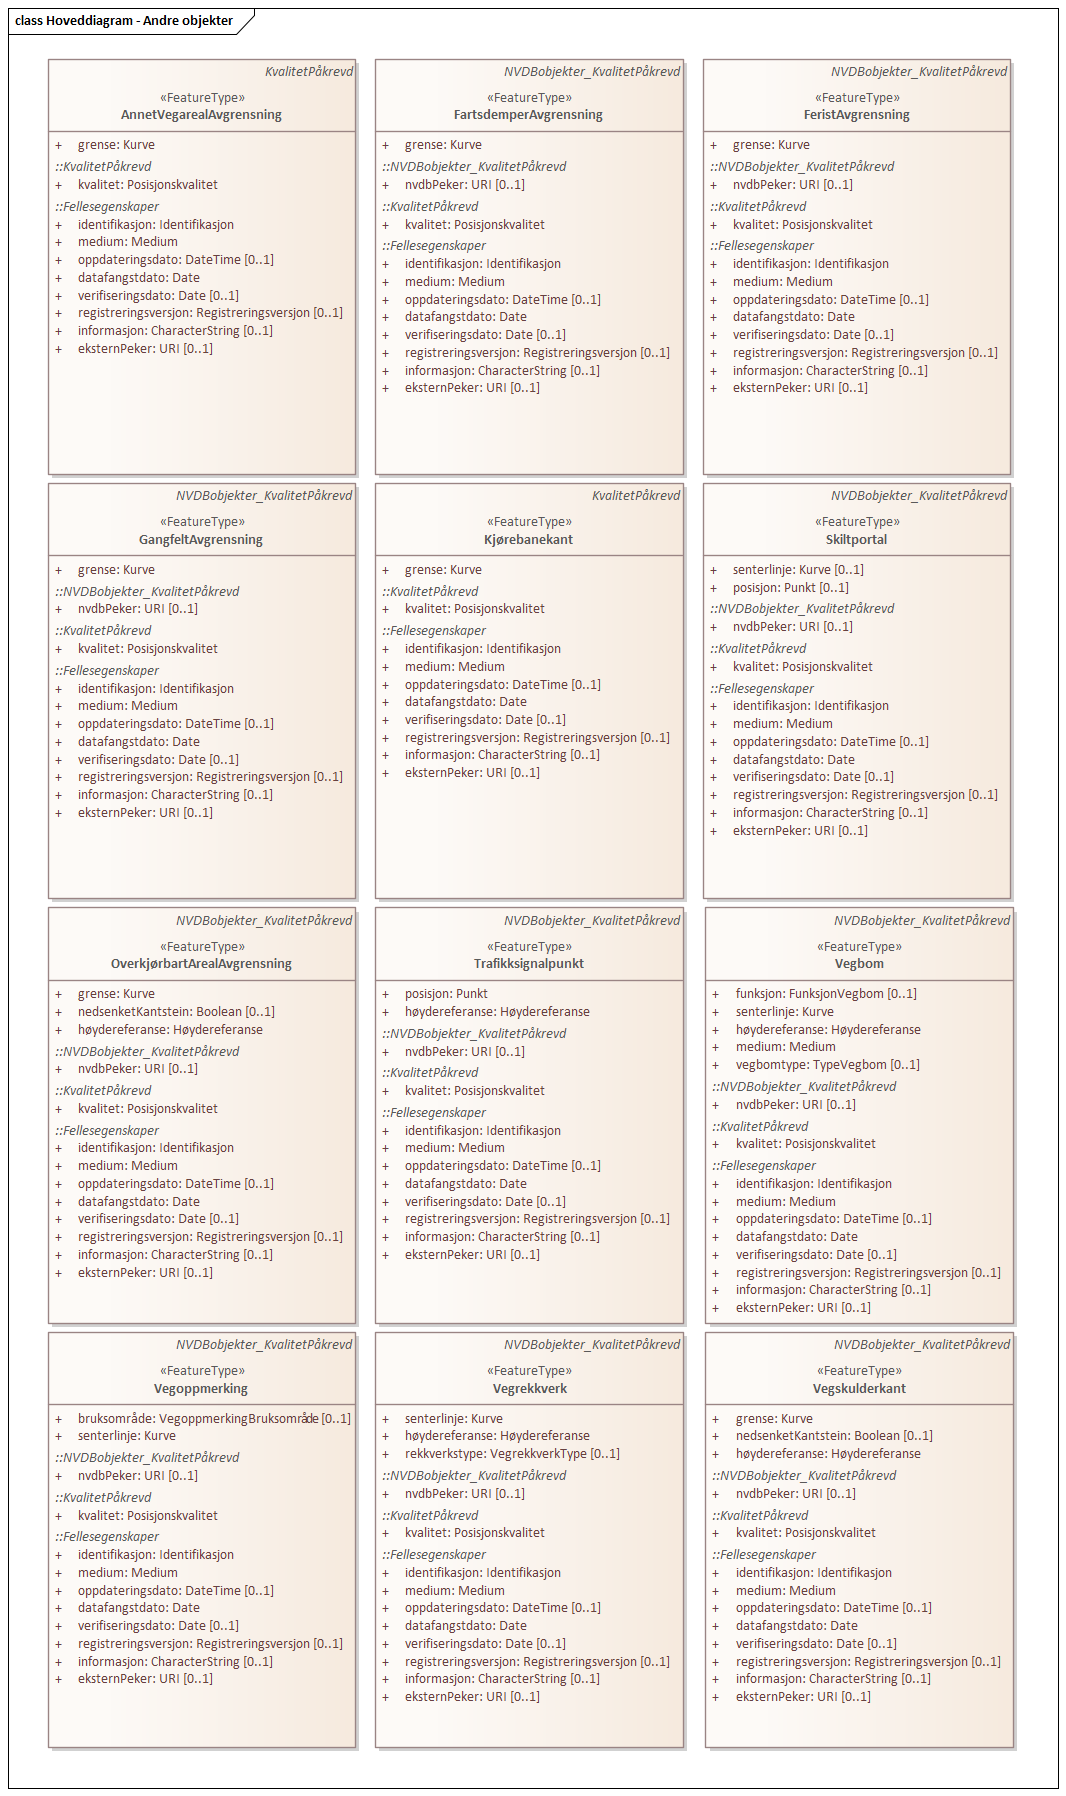 class Hoveddiagram - Andre objekter
KvalitetPåkrevd
«FeatureType»
AnnetVegarealAvgrensning
+ grense: Kurve
::KvalitetPåkrevd
+ kvalitet: Posisjonskvalitet
::Fellesegenskaper
+ identifikasjon: Identifikasjon
+ medium: Medium
+ oppdateringsdato: DateTime [0..1]
+ datafangstdato: Date
+ verifiseringsdato: Date [0..1]
+ registreringsversjon: Registreringsversjon [0..1]
+ informasjon: CharacterString [0..1]
+ eksternPeker: URI [0..1]
NVDBobjekter_KvalitetPåkrevd
«FeatureType»
FartsdemperAvgrensning
+ grense: Kurve
::NVDBobjekter_KvalitetPåkrevd
+ nvdbPeker: URI [0..1]
::KvalitetPåkrevd
+ kvalitet: Posisjonskvalitet
::Fellesegenskaper
+ identifikasjon: Identifikasjon
+ medium: Medium
+ oppdateringsdato: DateTime [0..1]
+ datafangstdato: Date
+ verifiseringsdato: Date [0..1]
+ registreringsversjon: Registreringsversjon [0..1]
+ informasjon: CharacterString [0..1]
+ eksternPeker: URI [0..1]
NVDBobjekter_KvalitetPåkrevd
«FeatureType»
FeristAvgrensning
+ grense: Kurve
::NVDBobjekter_KvalitetPåkrevd
+ nvdbPeker: URI [0..1]
::KvalitetPåkrevd
+ kvalitet: Posisjonskvalitet
::Fellesegenskaper
+ identifikasjon: Identifikasjon
+ medium: Medium
+ oppdateringsdato: DateTime [0..1]
+ datafangstdato: Date
+ verifiseringsdato: Date [0..1]
+ registreringsversjon: Registreringsversjon [0..1]
+ informasjon: CharacterString [0..1]
+ eksternPeker: URI [0..1]
NVDBobjekter_KvalitetPåkrevd
«FeatureType»
GangfeltAvgrensning
+ grense: Kurve
::NVDBobjekter_KvalitetPåkrevd
+ nvdbPeker: URI [0..1]
::KvalitetPåkrevd
+ kvalitet: Posisjonskvalitet
::Fellesegenskaper
+ identifikasjon: Identifikasjon
+ medium: Medium
+ oppdateringsdato: DateTime [0..1]
+ datafangstdato: Date
+ verifiseringsdato: Date [0..1]
+ registreringsversjon: Registreringsversjon [0..1]
+ informasjon: CharacterString [0..1]
+ eksternPeker: URI [0..1]
KvalitetPåkrevd
«FeatureType»
Kjørebanekant
+ grense: Kurve
::KvalitetPåkrevd
+ kvalitet: Posisjonskvalitet
::Fellesegenskaper
+ identifikasjon: Identifikasjon
+ medium: Medium
+ oppdateringsdato: DateTime [0..1]
+ datafangstdato: Date
+ verifiseringsdato: Date [0..1]
+ registreringsversjon: Registreringsversjon [0..1]
+ informasjon: CharacterString [0..1]
+ eksternPeker: URI [0..1]
NVDBobjekter_KvalitetPåkrevd
«FeatureType»
Skiltportal
+ senterlinje: Kurve [0..1]
+ posisjon: Punkt [0..1]
::NVDBobjekter_KvalitetPåkrevd
+ nvdbPeker: URI [0..1]
::KvalitetPåkrevd
+ kvalitet: Posisjonskvalitet
::Fellesegenskaper
+ identifikasjon: Identifikasjon
+ medium: Medium
+ oppdateringsdato: DateTime [0..1]
+ datafangstdato: Date
+ verifiseringsdato: Date [0..1]
+ registreringsversjon: Registreringsversjon [0..1]
+ informasjon: CharacterString [0..1]
+ eksternPeker: URI [0..1]
NVDBobjekter_KvalitetPåkrevd
«FeatureType»
OverkjørbartArealAvgrensning
+ grense: Kurve
+ nedsenketKantstein: Boolean [0..1]
+ høydereferanse: Høydereferanse
::NVDBobjekter_KvalitetPåkrevd
+ nvdbPeker: URI [0..1]
::KvalitetPåkrevd
+ kvalitet: Posisjonskvalitet
::Fellesegenskaper
+ identifikasjon: Identifikasjon
+ medium: Medium
+ oppdateringsdato: DateTime [0..1]
+ datafangstdato: Date
+ verifiseringsdato: Date [0..1]
+ registreringsversjon: Registreringsversjon [0..1]
+ informasjon: CharacterString [0..1]
+ eksternPeker: URI [0..1]
NVDBobjekter_KvalitetPåkrevd
«FeatureType»
Trafikksignalpunkt
+ posisjon: Punkt
+ høydereferanse: Høydereferanse
::NVDBobjekter_KvalitetPåkrevd
+ nvdbPeker: URI [0..1]
::KvalitetPåkrevd
+ kvalitet: Posisjonskvalitet
::Fellesegenskaper
+ identifikasjon: Identifikasjon
+ medium: Medium
+ oppdateringsdato: DateTime [0..1]
+ datafangstdato: Date
+ verifiseringsdato: Date [0..1]
+ registreringsversjon: Registreringsversjon [0..1]
+ informasjon: CharacterString [0..1]
+ eksternPeker: URI [0..1]
NVDBobjekter_KvalitetPåkrevd
«FeatureType»
Vegbom
+ funksjon: FunksjonVegbom [0..1]
+ senterlinje: Kurve
+ høydereferanse: Høydereferanse
+ medium: Medium
+ vegbomtype: TypeVegbom [0..1]
::NVDBobjekter_KvalitetPåkrevd
+ nvdbPeker: URI [0..1]
::KvalitetPåkrevd
+ kvalitet: Posisjonskvalitet
::Fellesegenskaper
+ identifikasjon: Identifikasjon
+ medium: Medium
+ oppdateringsdato: DateTime [0..1]
+ datafangstdato: Date
+ verifiseringsdato: Date [0..1]
+ registreringsversjon: Registreringsversjon [0..1]
+ informasjon: CharacterString [0..1]
+ eksternPeker: URI [0..1]
NVDBobjekter_KvalitetPåkrevd
«FeatureType»
Vegoppmerking
+ bruksområde: VegoppmerkingBruksområde [0..1]
+ senterlinje: Kurve
::NVDBobjekter_KvalitetPåkrevd
+ nvdbPeker: URI [0..1]
::KvalitetPåkrevd
+ kvalitet: Posisjonskvalitet
::Fellesegenskaper
+ identifikasjon: Identifikasjon
+ medium: Medium
+ oppdateringsdato: DateTime [0..1]
+ datafangstdato: Date
+ verifiseringsdato: Date [0..1]
+ registreringsversjon: Registreringsversjon [0..1]
+ informasjon: CharacterString [0..1]
+ eksternPeker: URI [0..1]
NVDBobjekter_KvalitetPåkrevd
«FeatureType»
Vegrekkverk
+ senterlinje: Kurve
+ høydereferanse: Høydereferanse
+ rekkverkstype: VegrekkverkType [0..1]
::NVDBobjekter_KvalitetPåkrevd
+ nvdbPeker: URI [0..1]
::KvalitetPåkrevd
+ kvalitet: Posisjonskvalitet
::Fellesegenskaper
+ identifikasjon: Identifikasjon
+ medium: Medium
+ oppdateringsdato: DateTime [0..1]
+ datafangstdato: Date
+ verifiseringsdato: Date [0..1]
+ registreringsversjon: Registreringsversjon [0..1]
+ informasjon: CharacterString [0..1]
+ eksternPeker: URI [0..1]
NVDBobjekter_KvalitetPåkrevd
«FeatureType»
Vegskulderkant
+ grense: Kurve
+ nedsenketKantstein: Boolean [0..1]
+ høydereferanse: Høydereferanse
::NVDBobjekter_KvalitetPåkrevd
+ nvdbPeker: URI [0..1]
::KvalitetPåkrevd
+ kvalitet: Posisjonskvalitet
::Fellesegenskaper
+ identifikasjon: Identifikasjon
+ medium: Medium
+ oppdateringsdato: DateTime [0..1]
+ datafangstdato: Date
+ verifiseringsdato: Date [0..1]
+ registreringsversjon: Registreringsversjon [0..1]
+ informasjon: CharacterString [0..1]
+ eksternPeker: URI [0..1]